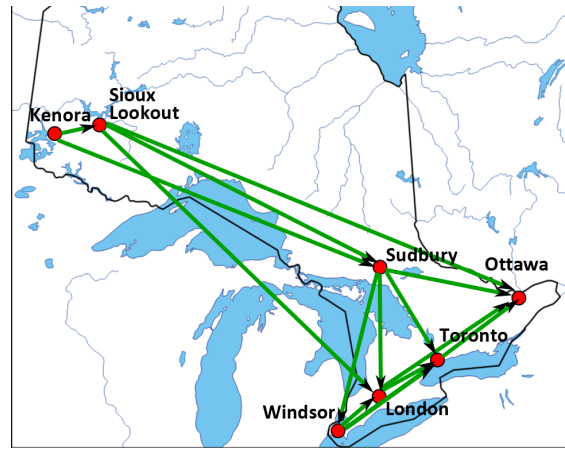 Sioux
Lookout
Kenora
Sudbury
Ottawa
Toronto
Windsor
London